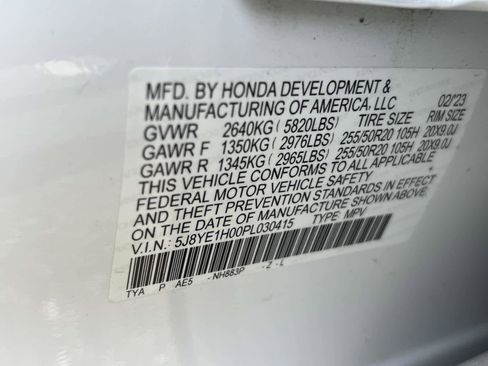 MFD. BY HONDA DEVELOPMENT & 02/'23
MANUFACTURING OF AMERICA, LLC
TIRE SIZE RIM SIZE
GVWR 2640KG ( 5820LBS)
GAWR F 1350KG ( 2976LBS) 255/50R20 105H 20X9.0J
GAWR R 1345KG ( 2965LBS) 255/50R20 105H 20X9.0J
THIS VEHICLE CONFORMS TO ALL APPLICABLE
FEDERAL MOTOR VEHICLE SAFETY
AND THEFT PREVENTION STANDARDS IN EFFECT
ON THE DATE OF MANUFACTURE SHOWN ABOVE.
V.I.N.: 5J8YE1H00PL030415 TYPE MPV
TYA P AE5 -NH883P -Z-L